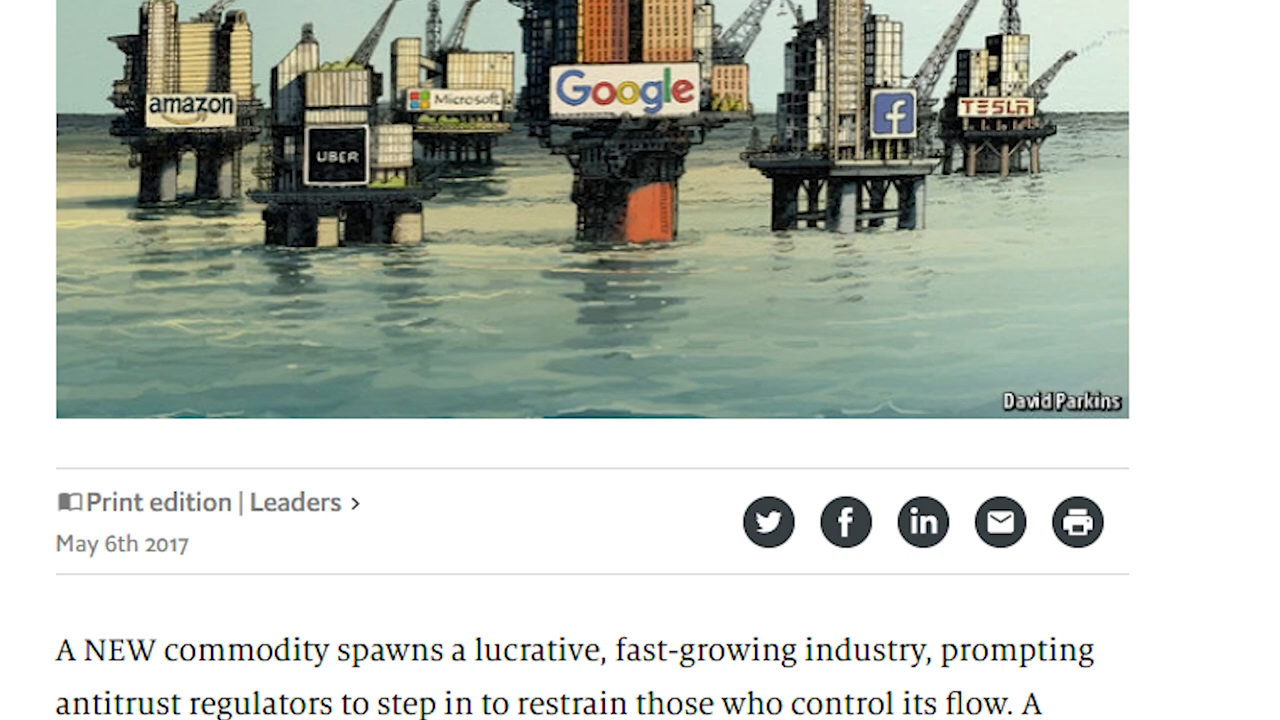 amazon
Microsoft
Google
UBER
TESLA
David Parkins
Print edition | Leaders >
May 6th 2017
A NEW commodity spawns a lucrative, fast-growing industry, prompting
antitrust regulators to step in to restrain those who control its flow. A